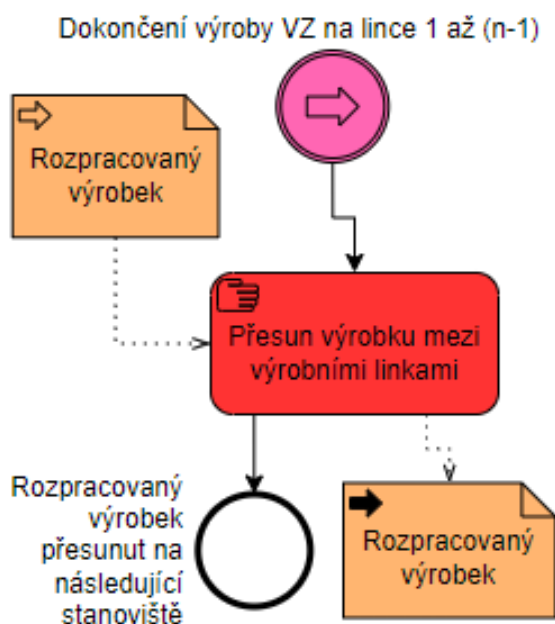 Dokončení výroby VZ na lince 1 až (n-1)
Rozpracovaný
výrobek
Přesun výrobku mezi
výrobními linkami
Rozpracovaný
výrobek
přesunut na
následující
stanoviště
Rozpracovaný
výrobek